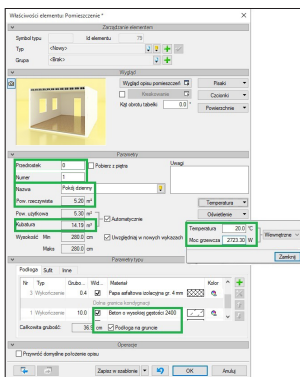 Właściwości elementu: Pomieszczenie *
Zarządzanie elementem
Symbol typu
Id elementu 75
Typ <Nowy>
Grupa <Brak>
Wygląd
Wygląd opisu pomieszczeń
Pisaki
Kreskowanie
Czcionki
Kąt obrotu tabelki 0.0 °
Powierzchnie
Parametry
Przedrostek 0
Pobierz z piętra
Uwagi
Numer 1
Nazwa Pokój dzienny
Pow. rzeczywista 5.20 m²
Temperatura
Pow. użytkowa 5.30 m²
Oświetlenie
Kubatura 14.19 m³
Automatycznie
Temperatura 20.0 °C
Wewnętrzne
Wysokość Min 280.0 cm
Uwzględniaj w nowych wykazach
Moc grzewcza 2723.30 W
Maks 280.0 cm
Zamknij
Parametry typu
Podłoga Sufit Inne
Nr Typ Grubo... Wid... Materiał Kolor
3 Wykończenie 0.4 Papa asfaltowa izolacyjna gr. 4 mm
Dolna granica kondygnacji
1 Wykończenie 10.0 Beton o wysokiej gęstości 2400
Całkowita grubość: 36.5 cm Podłoga na gruncie
Operacje
Przywróć domyślne położenie opisu
Zapisz w szablonie
OK
Anuluj